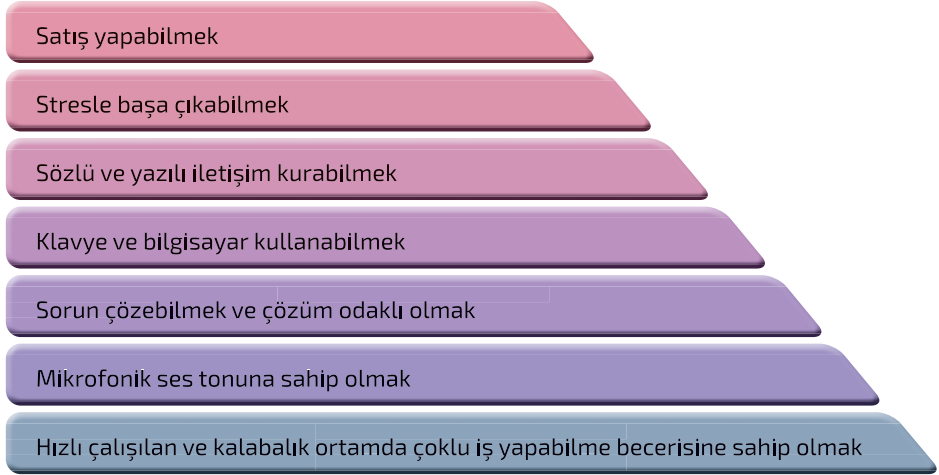 Satış yapabilmek
Stresle başa çıkabilmek
Sözlü ve yazılı iletişim kurabilmek
Klavye ve bilgisayar kullanabilmek
Sorun çözebilmek ve çözüm odaklı olmak
Mikrofonik ses tonuna sahip olmak
Hızlı çalışılan ve kalabalık ortamda çoklu iş yapabilme becerisine sahip olmak